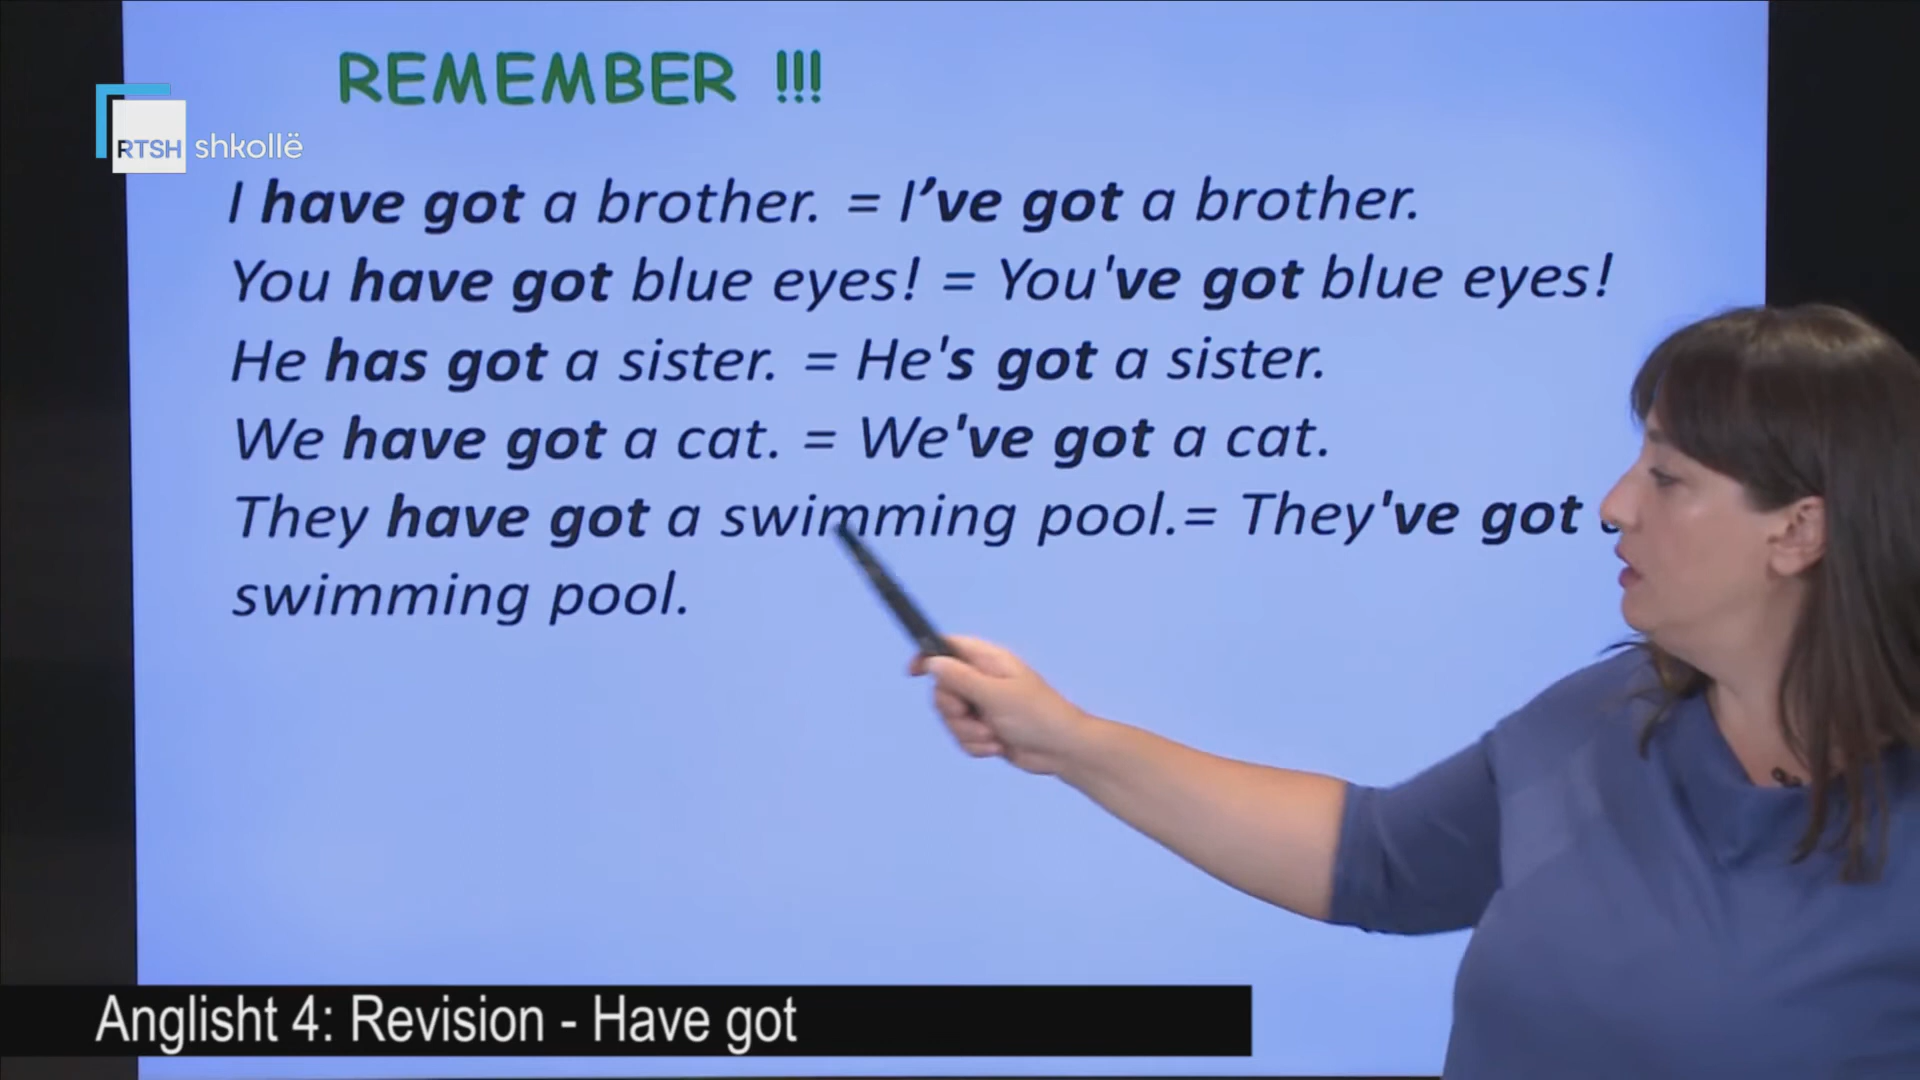 REMEMBER !!!
RTSH shkollë
I have got a brother. = I’ve got a brother.
You have got blue eyes! = You've got blue eyes!
He has got a sister. = He's got a sister.
We have got a cat. = We've got a cat.
They have got a swimming pool.= They've got
swimming pool.
Anglisht 4: Revision - Have got